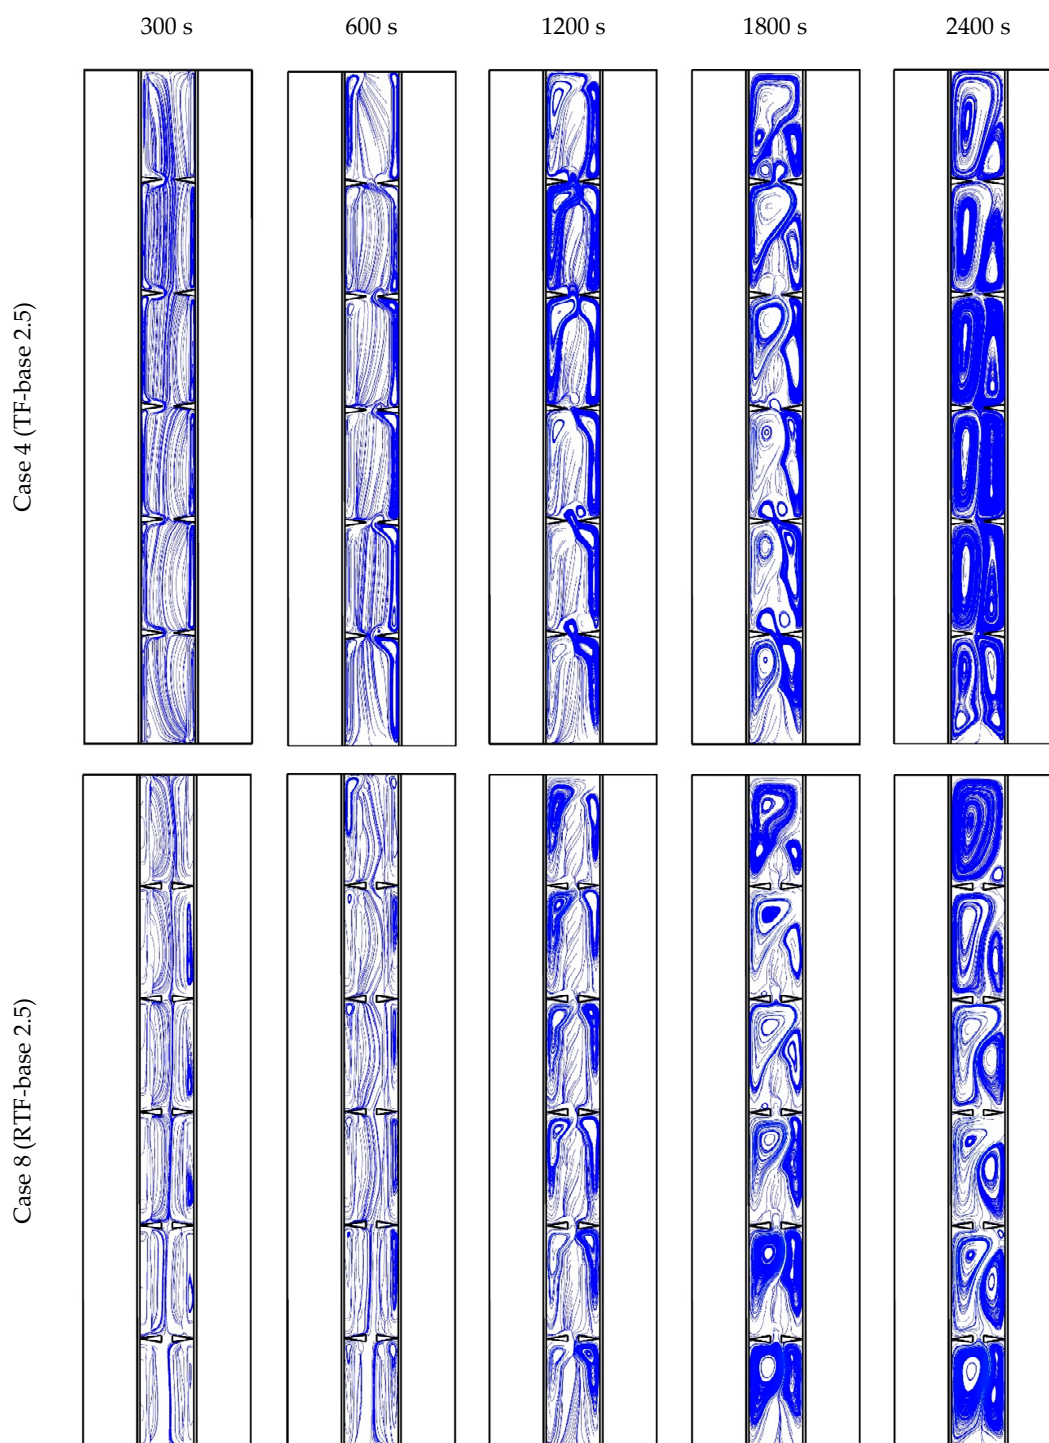 300 s
600 s
1200 s
1800 s
2400 s
Case 4 (TF-base 2.5)
Case 8 (RTF-base 2.5)